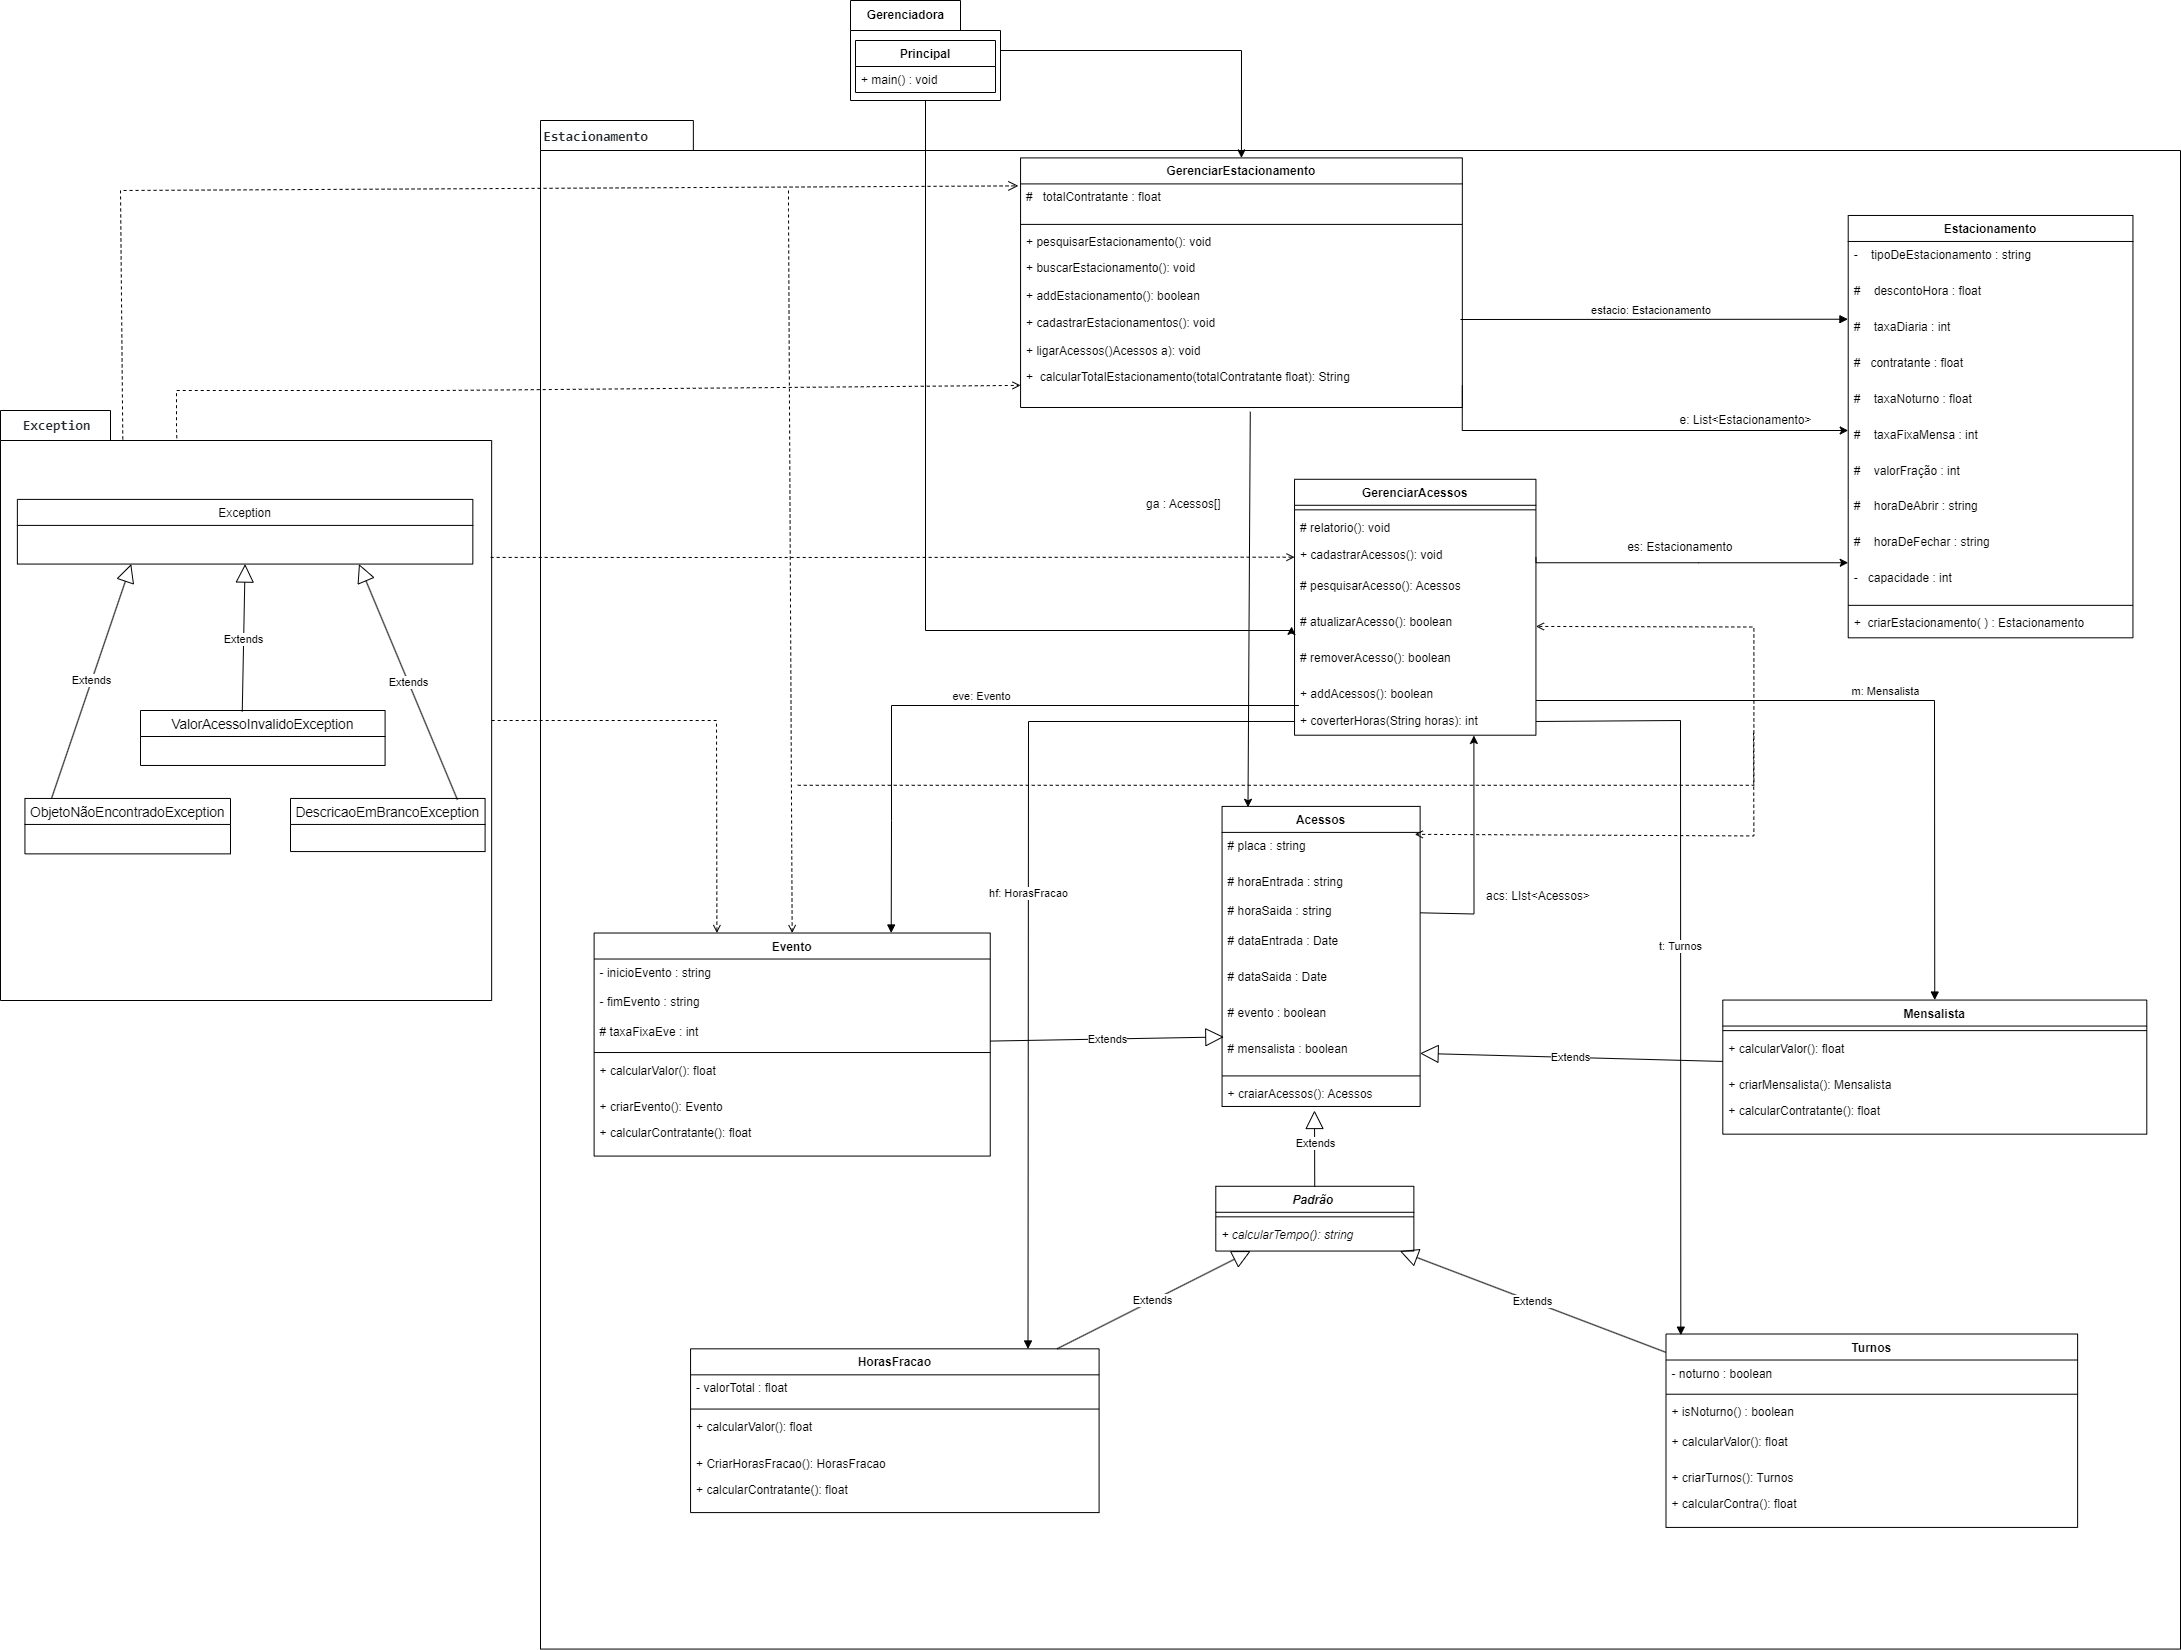 Gerenciadora
Principal
+ main() : void
Estacionamento
GerenciarEstacionamento
# totalContratante : float
+ pesquisarEstacionamento(): void
+ buscarEstacionamento(): void
+ addEstacionamento(): boolean
+ cadastrarEstacionamentos(): void
+ ligarAcessos()Acessos a): void
+ calcularTotalEstacionamento(totalContratante float): String
Estacionamento
- tipoDeEstacionamento : string
# descontoHora : float
# taxaDiaria : int
# contratante : float
# taxaNoturno : float
# taxaFixaMensa : int
# valorFração : int
# horaDeAbrir : string
# horaDeFechar : string
- capacidade : int
+ criarEstacionamento( ) : Estacionamento
estacio: Estacionamento
e: List<Estacionamento>
Exception
Exception
Extends
Extends
Extends
ValorAcessoInvalidoException
ObjetoNãoEncontradoException
DescricaoEmBrancoException
ga : Acessos[]
GerenciarAcessos
# relatorio(): void
+ cadastrarAcessos(): void
# pesquisarAcesso(): Acessos
# atualizarAcesso(): boolean
# removerAcesso(): boolean
+ addAcessos(): boolean
+ coverterHoras(String horas): int
es: Estacionamento
eve: Evento
m: Mensalista
hf: HorasFracao
acs: LIst<Acessos>
t: Turnos
Acessos
# placa : string
# horaEntrada : string
# horaSaida : string
# dataEntrada : Date
# dataSaida : Date
# evento : boolean
# mensalista : boolean
+ craiarAcessos(): Acessos
Evento
- inicioEvento : string
- fimEvento : string
# taxaFixaEve : int
+ calcularValor(): float
+ criarEvento(): Evento
+ calcularContratante(): float
Extends
Extends
Mensalista
+ calcularValor(): float
+ criarMensalista(): Mensalista
+ calcularContratante(): float
Extends
Padrão
+ calcularTempo(): string
Extends
Extends
HorasFracao
- valorTotal : float
+ calcularValor(): float
+ CriarHorasFracao(): HorasFracao
+ calcularContratante(): float
Turnos
- noturno : boolean
+ isNoturno() : boolean
+ calcularValor(): float
+ criarTurnos(): Turnos
+ calcularContra(): float